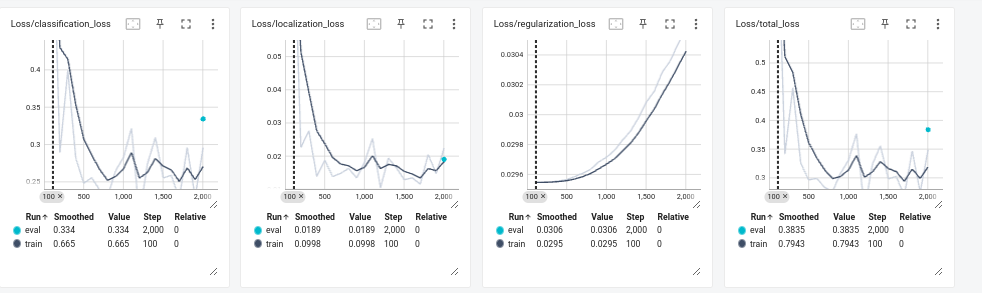 Loss/classification_loss
0.4
0.35
0.3
0.25
100 ×
500
1,000
1,500
2,000
Run↑ Smoothed Value Step Relative
eval 0.334 0.334 2,000 0
train 0.665 0.665 100 0
Loss/localization_loss
0.05
0.04
0.03
0.02
100 ×
500
1,000
1,500
2,000
Run↑ Smoothed Value Step Relative
eval 0.0189 0.0189 2,000 0
train 0.0998 0.0998 100 0
Loss/regularization_loss
0.0304
0.0302
0.03
0.0298
0.0296
100 ×
500
1,000
1,500
2,000
Run↑ Smoothed Value Step Relative
eval 0.0306 0.0306 2,000 0
train 0.0295 0.0295 100 0
Loss/total_loss
0.5
0.45
0.4
0.35
0.3
100 ×
500
1,000
1,500
2,000
Run↑ Smoothed Value Step Relative
eval 0.3835 0.3835 2,000 0
train 0.7943 0.7943 100 0